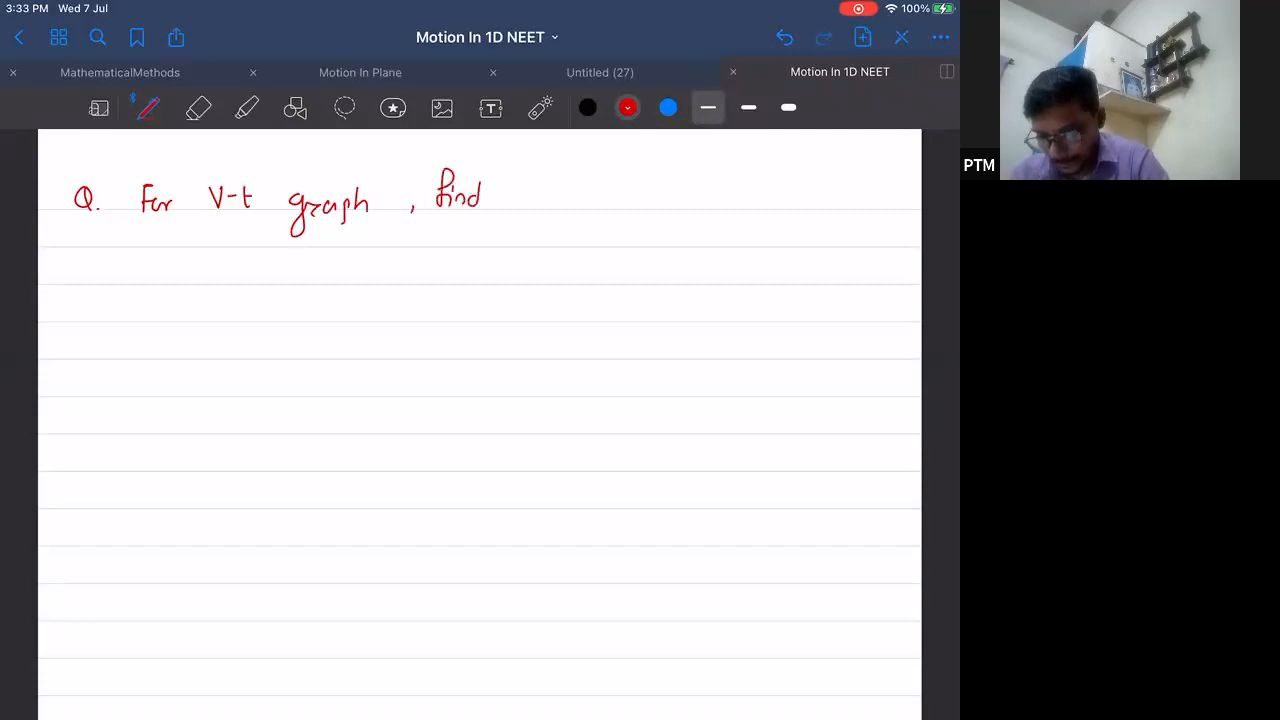 3:33 PM Wed 7 Jul 100%
Motion In 1D NEET
MathematicalMethods Motion In Plane Untitled (27) Motion In 1D NEET
T
PTM
Q. For V-t graph, find